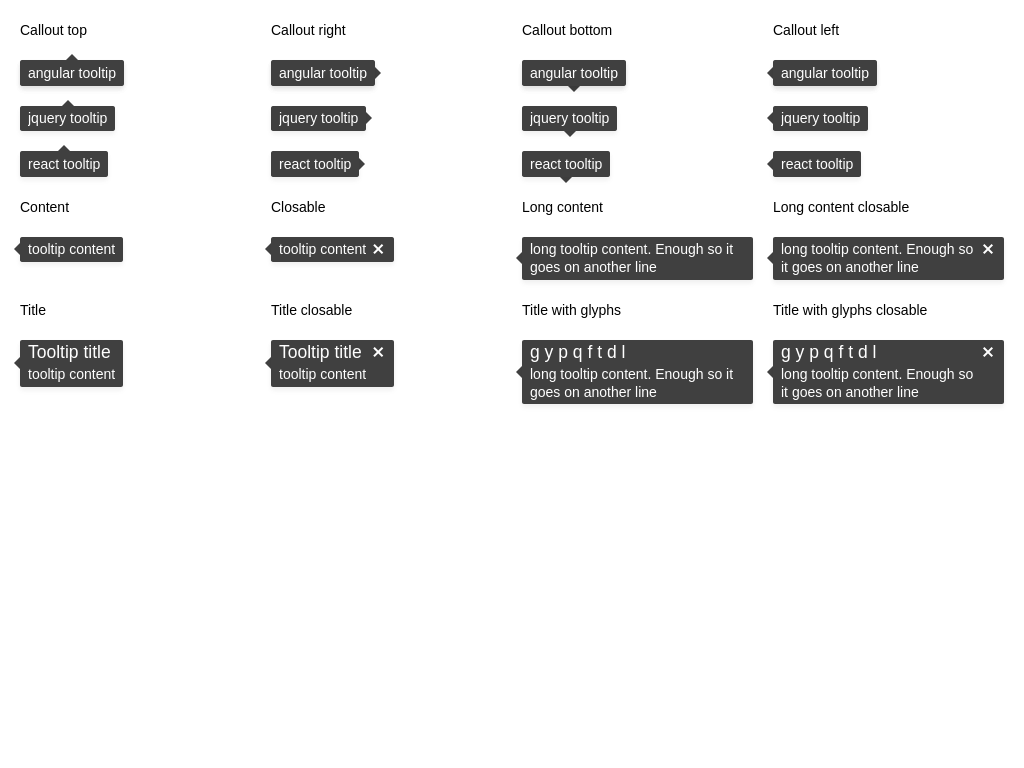 Callout top
Callout right
Callout bottom
Callout left
angular tooltip
angular tooltip
angular tooltip
angular tooltip
jquery tooltip
jquery tooltip
jquery tooltip
jquery tooltip
react tooltip
react tooltip
react tooltip
react tooltip
Content
Closable
Long content
Long content closable
tooltip content
tooltip content
long tooltip content. Enough so it
goes on another line
long tooltip content. Enough so
it goes on another line
Title
Title closable
Title with glyphs
Title with glyphs closable
Tooltip title
tooltip content
Tooltip title
tooltip content
g y p q f t d l
long tooltip content. Enough so it
goes on another line
g y p q f t d l
long tooltip content. Enough so
it goes on another line